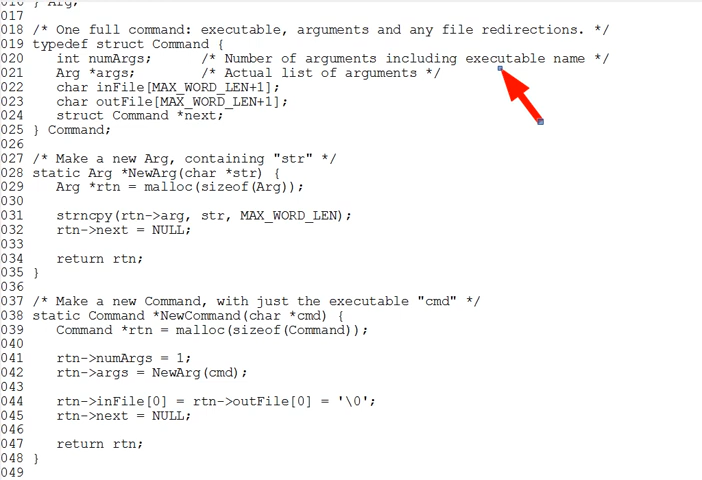 016 } Arg;
017
018 /* One full command: executable, arguments and any file redirections. */
019 typedef struct Command {
020    int numArgs;      /* Number of arguments including executable name */
021    Arg *args;        /* Actual list of arguments */
022    char inFile[MAX_WORD_LEN+1];
023    char outFile[MAX_WORD_LEN+1];
024    struct Command *next;
025 } Command;
026
027 /* Make a new Arg, containing "str" */
028 static Arg *NewArg(char *str) {
029    Arg *rtn = malloc(sizeof(Arg));
030
031    strncpy(rtn->arg, str, MAX_WORD_LEN);
032    rtn->next = NULL;
033
034    return rtn;
035 }
036
037 /* Make a new Command, with just the executable "cmd" */
038 static Command *NewCommand(char *cmd) {
039    Command *rtn = malloc(sizeof(Command));
040
041    rtn->numArgs = 1;
042    rtn->args = NewArg(cmd);
043
044    rtn->inFile[0] = rtn->outFile[0] = '\0';
045    rtn->next = NULL;
046
047    return rtn;
048 }
049